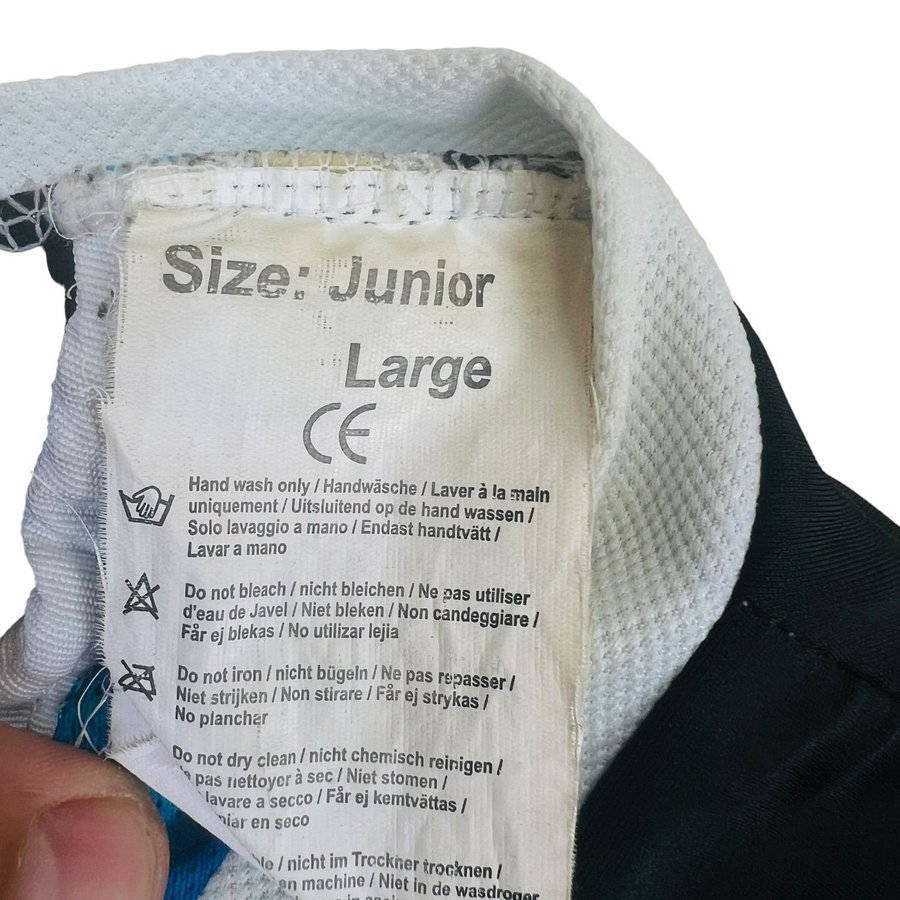 Size: Junior
Large
CE
Hand wash only / Handwäsche / Laver à la main
uniquement / Uitsluitend op de hand wassen /
Solo lavaggio a mano / Endast handtvätt /
Lavar a mano
Do not bleach / nicht bleichen / Ne pas utiliser
d'eau de Javel / Niet bleken / Non candeggiare /
Får ej blekas / No utilizar lejia
Do not iron / nicht bügeln / Ne pas repasser /
Niet strijken / Non stirare / Får ej strykas /
No planchar
Do not dry clean / nicht chemisch reinigen /
pas nettoyer à sec / Niet stomen /
lavare a secco / Får ej kemtvättas /
en seco
/ nicht im Trockner trocknen /
en machine / Niet in de wasdroger